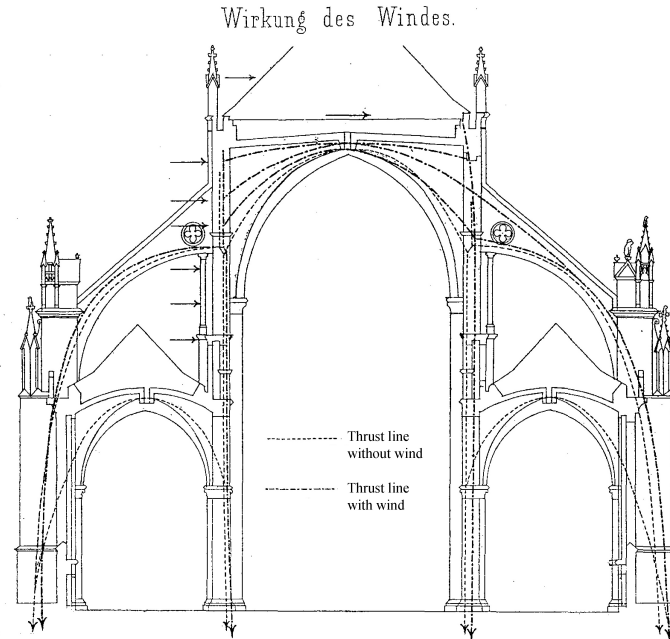 Wirkung des Windes.
Thrust line
without wind
Thrust line
with wind